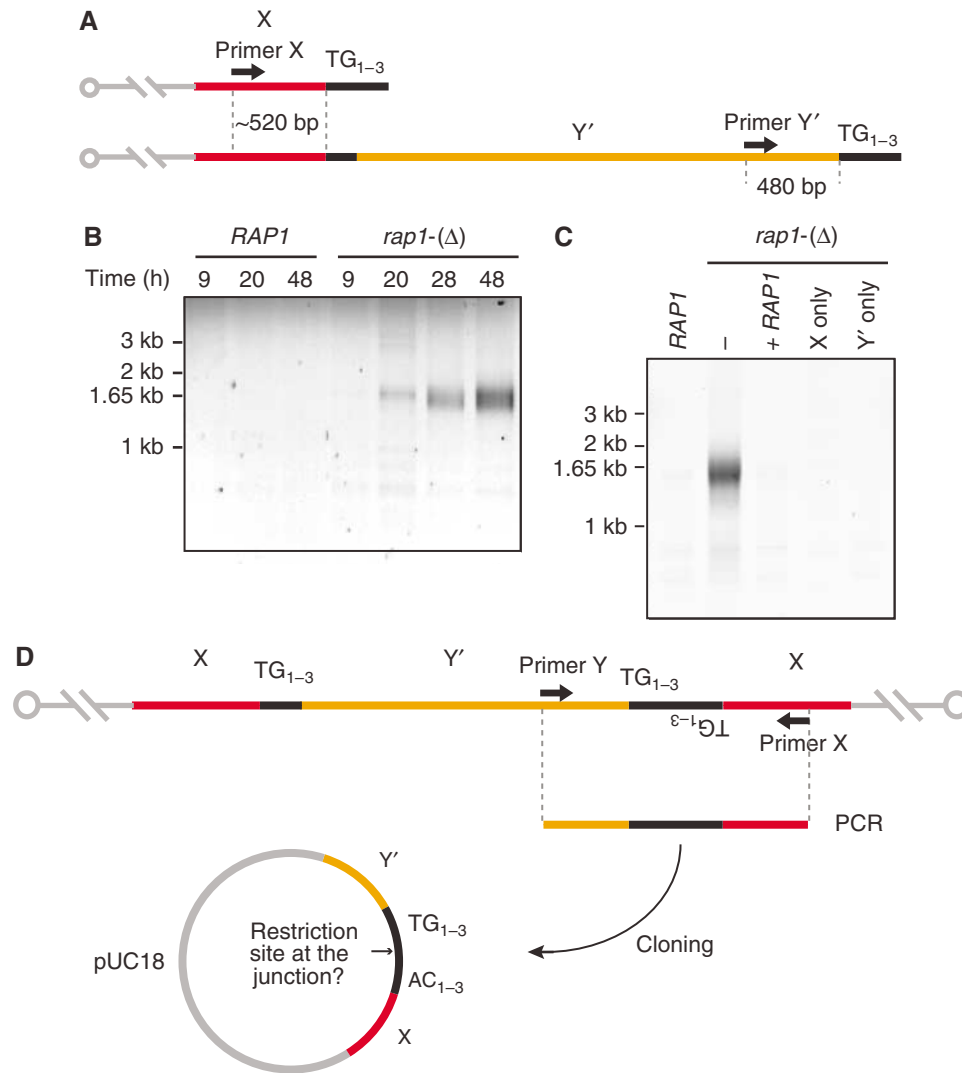 A
X
Primer X
TG1–3
~520 bp
Y′
Primer Y′
TG1–3
480 bp
B
RAP1
rap1-(Δ)
Time (h) 9 20 48 9 20 28 48
3 kb
2 kb
1.65 kb
1 kb
C
rap1-(Δ)
RAP1
–
+ RAP1
X only
Y′ only
3 kb
2 kb
1.65 kb
1 kb
D
X
TG1–3
Y′
Primer Y
TG1–3
X
TG1–3
Primer X
PCR
Y′
TG1–3
Restriction
site at the
junction?
AC1–3
X
pUC18
Cloning